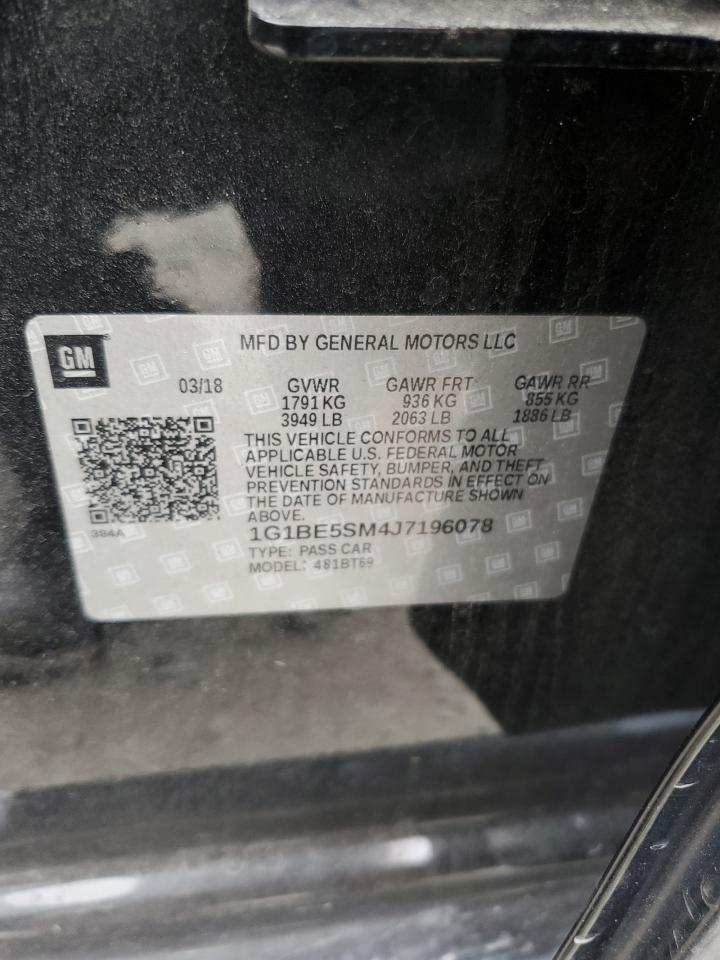 GM
MFD BY GENERAL MOTORS LLC
03/18 GVWR GAWR FRT GAWR RR
1791 KG 936 KG 855 KG
3949 LB 2063 LB 1886 LB
THIS VEHICLE CONFORMS TO ALL
APPLICABLE U.S. FEDERAL MOTOR
VEHICLE SAFETY, BUMPER, AND THEFT
PREVENTION STANDARDS IN EFFECT ON
THE DATE OF MANUFACTURE SHOWN
ABOVE.
384A
1G1BE5SM4J7196078
TYPE: PASS CAR
MODEL: 481BT69